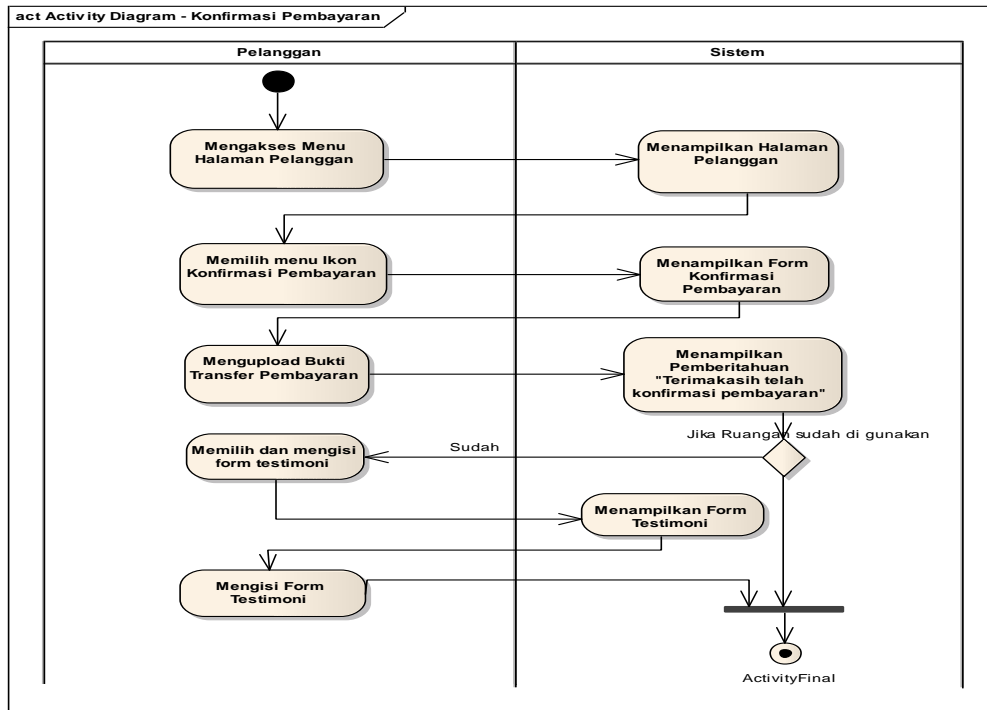 act Activity Diagram - Konfirmasi Pembayaran
Pelanggan
Sistem
Mengakses Menu
Halaman Pelanggan
Menampilkan Halaman
Pelanggan
Memilih menu Ikon
Konfirmasi Pembayaran
Menampilkan Form
Konfirmasi
Pembayaran
Mengupload Bukti
Transfer Pembayaran
Menampilkan
Pemberitahuan
"Terimakasih telah
konfirmasi pembayaran"
Jika Ruangan sudah di gunakan
Sudah
Memilih dan mengisi
form testimoni
Menampilkan Form
Testimoni
Mengisi Form
Testimoni
ActivityFinal